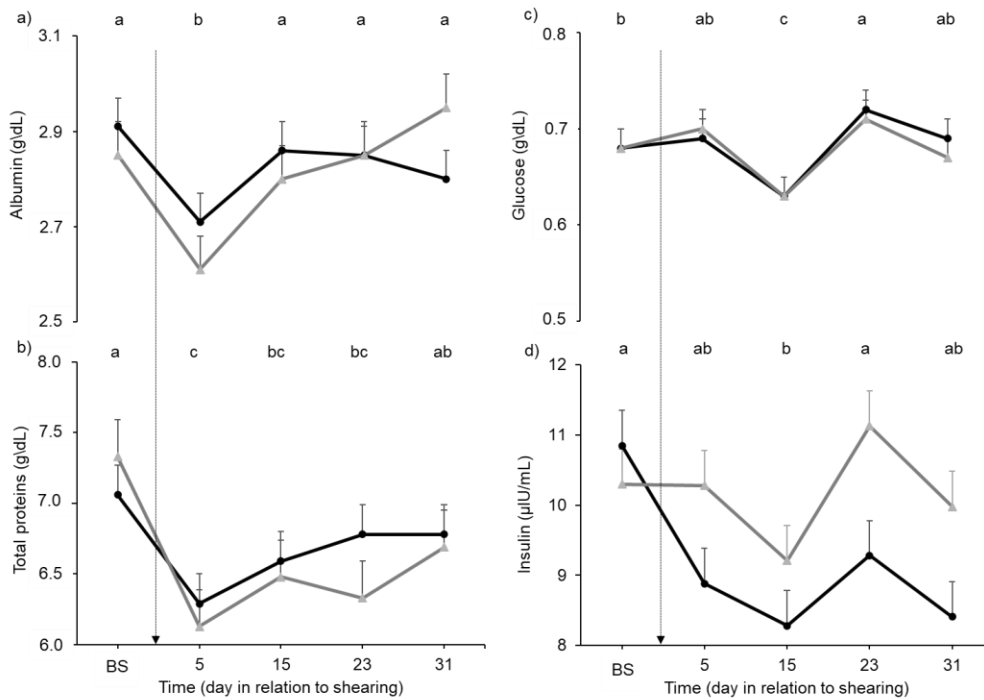 a)
a b a a a
3.1
2.9
2.7
2.5
Albumin (g\dL)
b)
a c bc bc ab
8.0
7.5
7.0
6.5
6.0
Total proteins (g\dL)
BS 5 15 23 31
Time (day in relation to shearing)
c)
b ab c a ab
0.8
0.7
0.6
0.5
Glucose (g\dL)
d)
a ab b a ab
12
11
10
9
8
Insulin (µIU/mL)
BS 5 15 23 31
Time (day in relation to shearing)